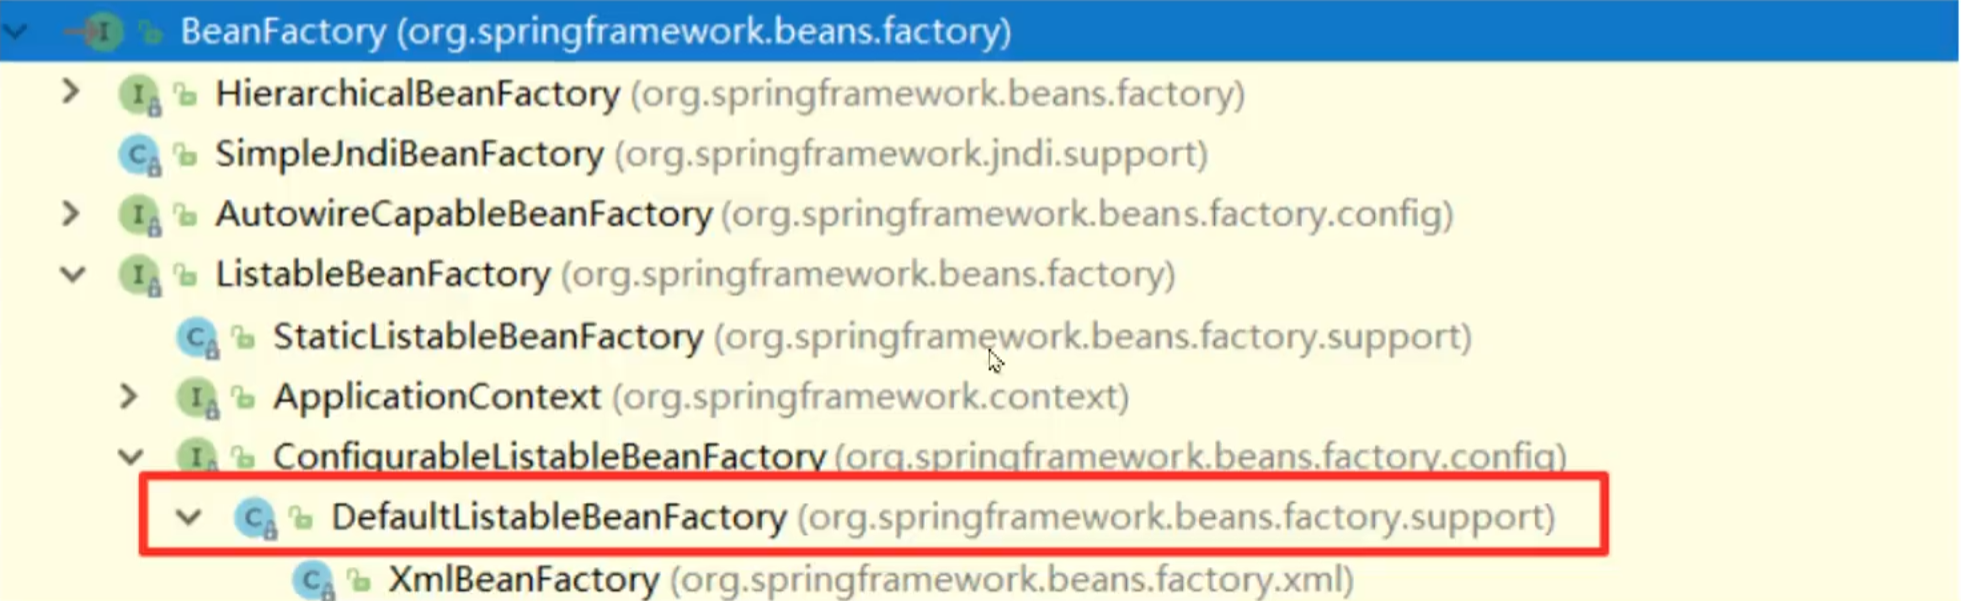 BeanFactory (org.springframework.beans.factory)
I HierarchicalBeanFactory (org.springframework.beans.factory)
C SimpleJndiBeanFactory (org.springframework.jndi.support)
I AutowireCapableBeanFactory (org.springframework.beans.factory.config)
I ListableBeanFactory (org.springframework.beans.factory)
C StaticListableBeanFactory (org.springframework.beans.factory.support)
I ApplicationContext (org.springframework.context)
I ConfigurableListableBeanFactory (org.springframework.beans.factory.config)
C DefaultListableBeanFactory (org.springframework.beans.factory.support)
C XmlBeanFactory (org.springframework.beans.factory.xml)